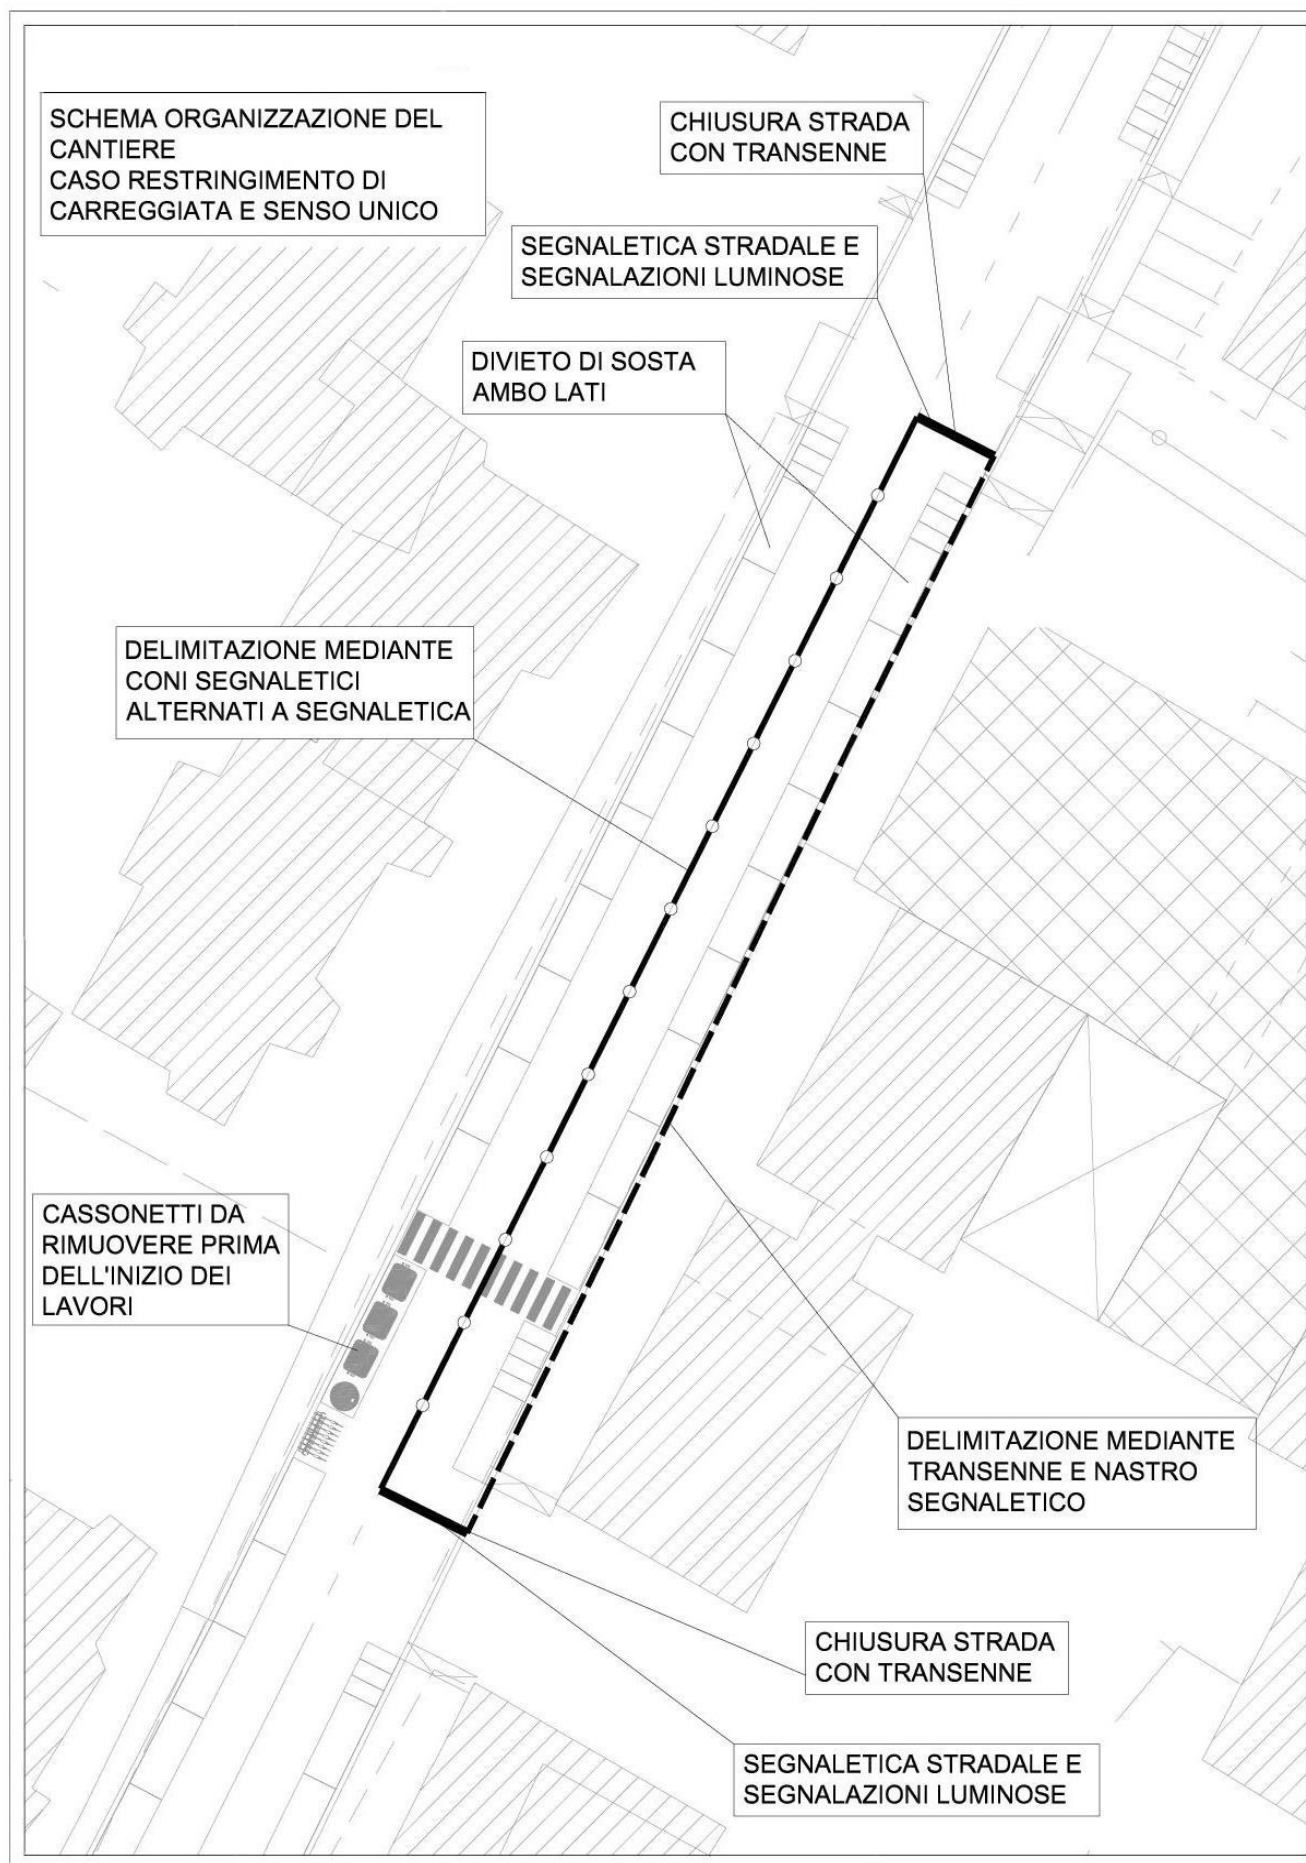 SCHEMA ORGANIZZAZIONE DEL
CANTIERE
CASO RESTRINGIMENTO DI
CARREGGIATA E SENSO UNICO
CHIUSURA STRADA
CON TRANSENNE
SEGNALETICA STRADALE E
SEGNALAZIONI LUMINOSE
DIVIETO DI SOSTA
AMBO LATI
DELIMITAZIONE MEDIANTE
CONI SEGNALETICI
ALTERNATI A SEGNALETICA
CASSONETTI DA
RIMUOVERE PRIMA
DELL'INIZIO DEI
LAVORI
DELIMITAZIONE MEDIANTE
TRANSENNE E NASTRO
SEGNALETICO
CHIUSURA STRADA
CON TRANSENNE
SEGNALETICA STRADALE E
SEGNALAZIONI LUMINOSE